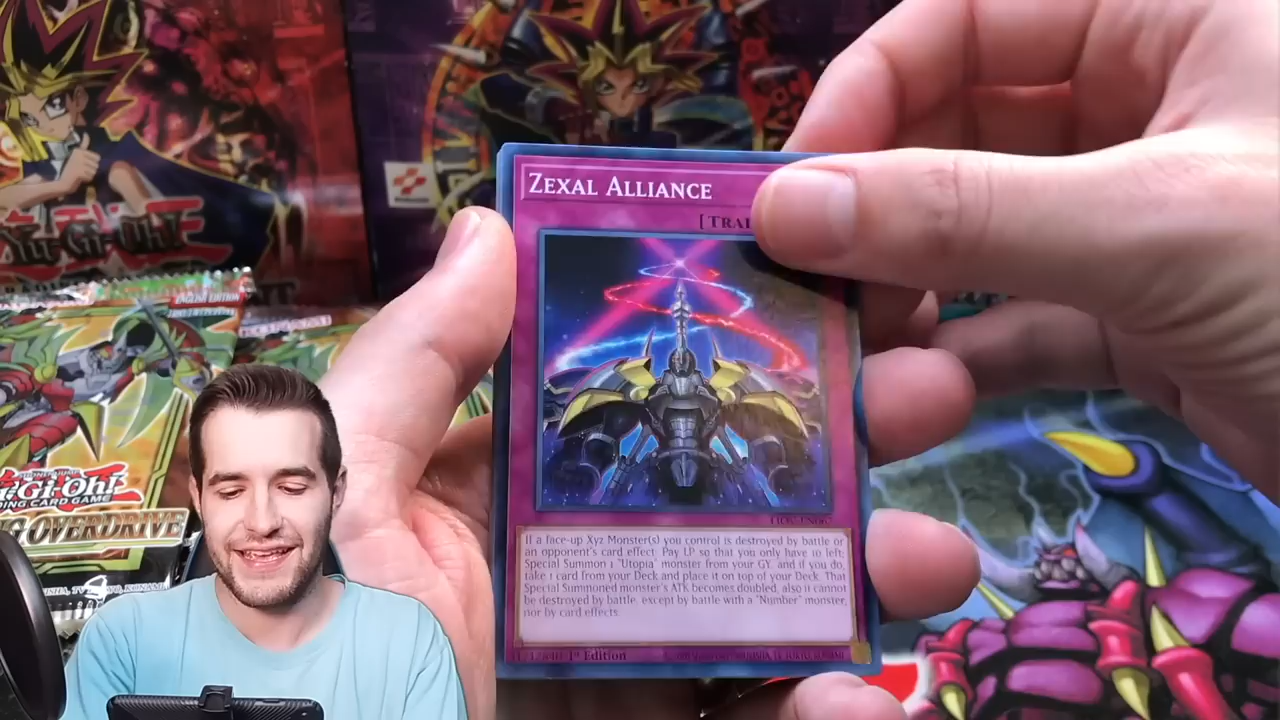 Zexal Alliance
[TRAP
If a face-up Xyz Monster(s) you control is destroyed by battle or
an opponent's card effect: Pay LP so that you only have 10 left;
Special Summon 1 "Utopia" monster from your GY, and if you do,
take 1 card from your Deck and place it on top of your Deck. That
Special Summoned monster's ATK becomes doubled, also it cannot
be destroyed by battle, except by battle with a "Number" monster,
nor by card effects.
1st Edition
Yu-Gi-Oh!
KONAMI
ENGLISH EDITION
Gi-Oh!
DING CARD GAME
G OVERDRIVE